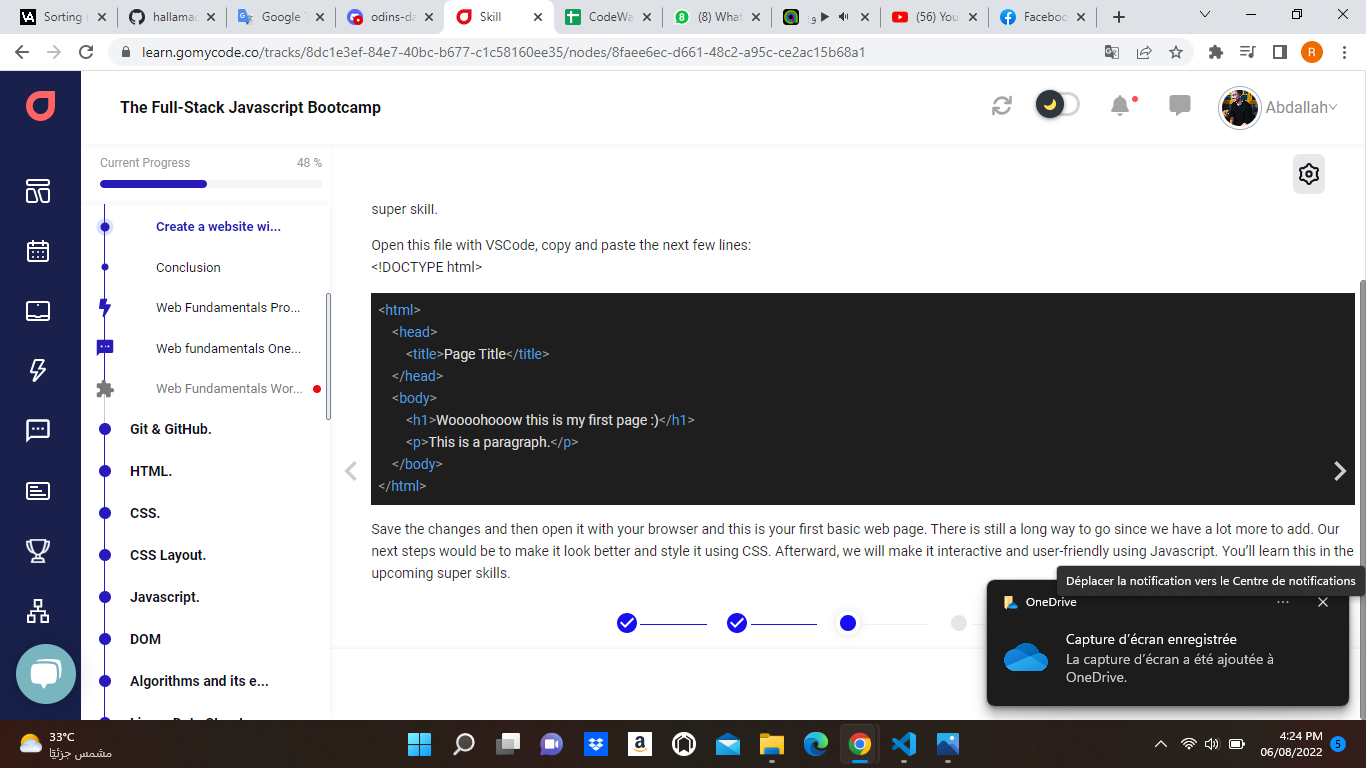 Sorting (
hallamac
Google T
odins-da
Skill
CodeWa
(8) What
(56) You
Faceboo
learn.gomycode.co/tracks/8dc1e3ef-84e7-40bc-b677-c1c58160ee35/nodes/8faee6ec-d661-48c2-a95c-ce2ac15b68a1
R
The Full-Stack Javascript Bootcamp
Abdallah
Current Progress 48 %
Create a website wi...
Conclusion
Web Fundamentals Pro...
Web fundamentals One...
Web Fundamentals Wor...
Git & GitHub.
HTML.
CSS.
CSS Layout.
Javascript.
DOM
Algorithms and its e...
super skill.
Open this file with VSCode, copy and paste the next few lines:
<!DOCTYPE html>
<html>
<head>
<title>Page Title</title>
</head>
<body>
<h1>Woooohooow this is my first page :)</h1>
<p>This is a paragraph.</p>
</body>
</html>
Save the changes and then open it with your browser and this is your first basic web page. There is still a long way to go since we have a lot more to add. Our
next steps would be to make it look better and style it using CSS. Afterward, we will make it interactive and user-friendly using Javascript. You’ll learn this in the
upcoming super skills.
Déplacer la notification vers le Centre de notifications
OneDrive
Capture d’écran enregistrée
La capture d’écran a été ajoutée à
OneDrive.
33°C
مشمس جزئيًا
4:24 PM
06/08/2022
5